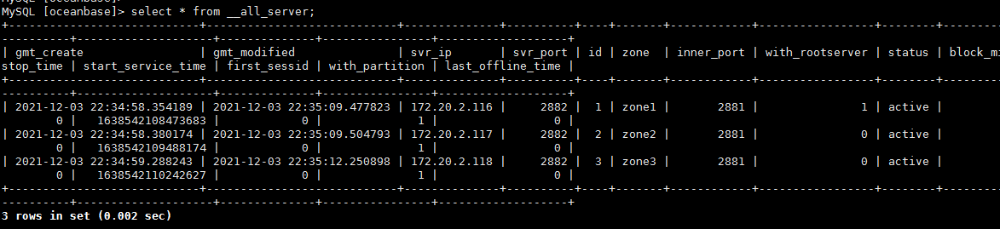 MySQL [oceanbase]>
MySQL [oceanbase]> select * from __all_server;
+----------------------------+----------------------------+--------------+----------+----+-------+------------+-----------------+--------+---------
----------+--------------------+--------------+----------------+-------------------+
| gmt_create                 | gmt_modified               | svr_ip       | svr_port | id | zone  | inner_port | with_rootserver | status | block_mi
stop_time | start_service_time | first_sessid | with_partition | last_offline_time |
+----------------------------+----------------------------+--------------+----------+----+-------+------------+-----------------+--------+---------
----------+--------------------+--------------+----------------+-------------------+
| 2021-12-03 22:34:58.354189 | 2021-12-03 22:35:09.477823 | 172.20.2.116 |     2882 |  1 | zone1 |       2881 |               1 | active |
        0 |   1638542108473683 |            0 |              1 |                 0 |
| 2021-12-03 22:34:58.380174 | 2021-12-03 22:35:09.504793 | 172.20.2.117 |     2882 |  2 | zone2 |       2881 |               0 | active |
        0 |   1638542109488174 |            0 |              1 |                 0 |
| 2021-12-03 22:34:59.288243 | 2021-12-03 22:35:12.250898 | 172.20.2.118 |     2882 |  3 | zone3 |       2881 |               0 | active |
        0 |   1638542110242627 |            0 |              1 |                 0 |
+----------------------------+----------------------------+--------------+----------+----+-------+------------+-----------------+--------+---------
----------+--------------------+--------------+----------------+-------------------+
3 rows in set (0.002 sec)